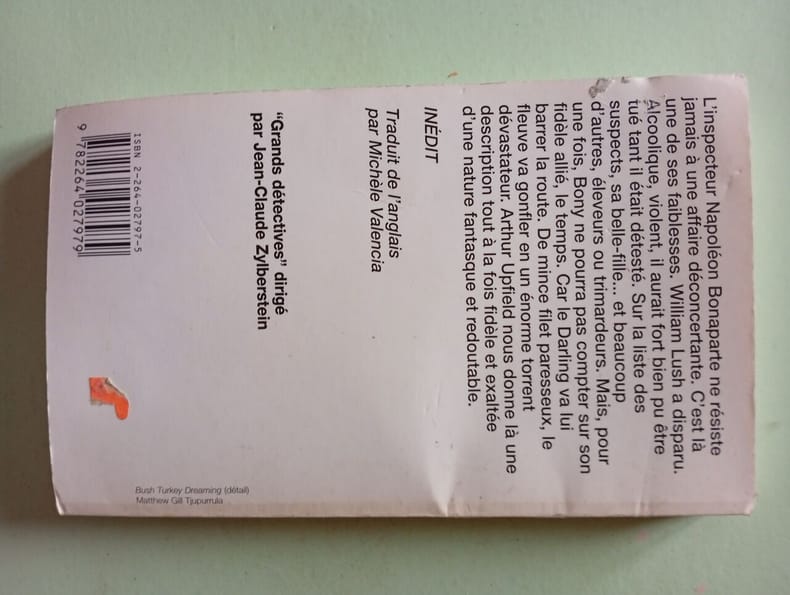 L'inspecteur Napoléon Bonaparte ne résiste
jamais à une affaire déconcertante. C'est là
une de ses faiblesses. William Lush a disparu.
Alcoolique, violent, il aurait fort bien pu être
tué tant il était détesté. Sur la liste des
suspects, sa belle-fille... et beaucoup
d'autres, éleveurs ou trimardeurs. Mais, pour
une fois, Bony ne pourra pas compter sur son
fidèle allié, le temps. Car le Darling va lui
barrer la route. De mince filet paresseux, le
fleuve va gonfler en un énorme torrent
dévastateur. Arthur Upfield nous donne là une
description tout à la fois fidèle et exaltée
d'une nature fantasque et redoutable.
INÉDIT
Traduit de l'anglais
par Michèle Valencia
"Grands détectives" dirigé
par Jean-Claude Zylberstein
ISBN 2-264-02797-5
9 782264 027979
Bush Turkey Dreaming (détail)
Matthew Gill Tjupurrula